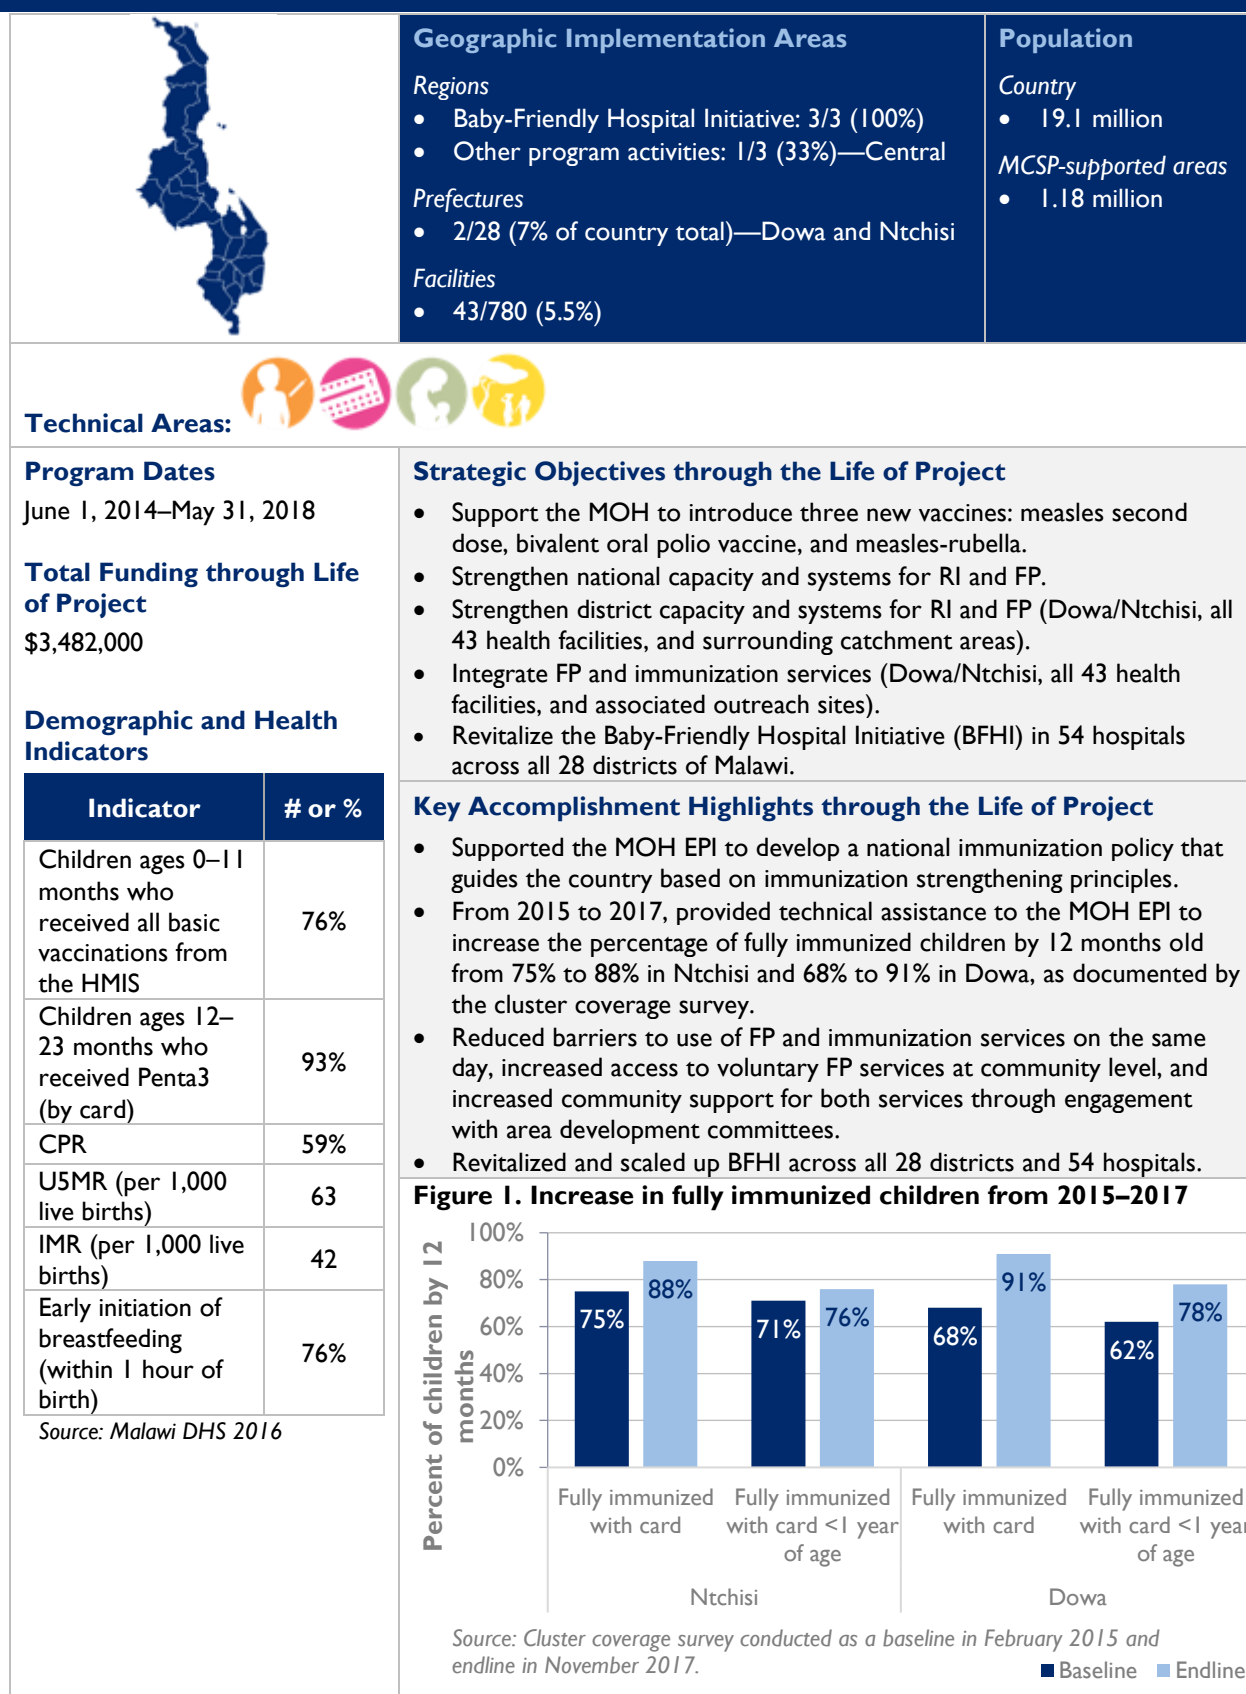 Geographic Implementation Areas
Regions
• Baby-Friendly Hospital Initiative: 3/3 (100%)
• Other program activities: 1/3 (33%)—Central
Prefectures
• 2/28 (7% of country total)—Dowa and Ntchisi
Facilities
• 43/780 (5.5%)
Population
Country
• 19.1 million
MCSP-supported areas
• 1.18 million
Technical Areas:
Program Dates
June 1, 2014–May 31, 2018
Total Funding through Life
of Project
$3,482,000
Demographic and Health
Indicators
Indicator # or %
Children ages 0–11
months who
received all basic
vaccinations from
the HMIS
76%
Children ages 12–
23 months who
received Penta3
(by card)
93%
CPR 59%
U5MR (per 1,000
live births)
63
IMR (per 1,000 live
births)
42
Early initiation of
breastfeeding
(within 1 hour of
birth)
76%
Source: Malawi DHS 2016
Strategic Objectives through the Life of Project
• Support the MOH to introduce three new vaccines: measles second
dose, bivalent oral polio vaccine, and measles-rubella.
• Strengthen national capacity and systems for RI and FP.
• Strengthen district capacity and systems for RI and FP (Dowa/Ntchisi, all
43 health facilities, and surrounding catchment areas).
• Integrate FP and immunization services (Dowa/Ntchisi, all 43 health
facilities, and associated outreach sites).
• Revitalize the Baby-Friendly Hospital Initiative (BFHI) in 54 hospitals
across all 28 districts of Malawi.
Key Accomplishment Highlights through the Life of Project
• Supported the MOH EPI to develop a national immunization policy that
guides the country based on immunization strengthening principles.
• From 2015 to 2017, provided technical assistance to the MOH EPI to
increase the percentage of fully immunized children by 12 months old
from 75% to 88% in Ntchisi and 68% to 91% in Dowa, as documented by
the cluster coverage survey.
• Reduced barriers to use of FP and immunization services on the same
day, increased access to voluntary FP services at community level, and
increased community support for both services through engagement
with area development committees.
• Revitalized and scaled up BFHI across all 28 districts and 54 hospitals.
Figure 1. Increase in fully immunized children from 2015–2017
Percent of children by 12
months
100%
80%
60%
40%
20%
0%
75%
88%
71%
76%
68%
91%
62%
78%
Fully immunized
with card
Fully immunized
with card <1 year
of age
Fully immunized
with card
Fully immunized
with card <1 year
of age
Ntchisi
Dowa
Source: Cluster coverage survey conducted as a baseline in February 2015 and
endline in November 2017.
Baseline
Endline